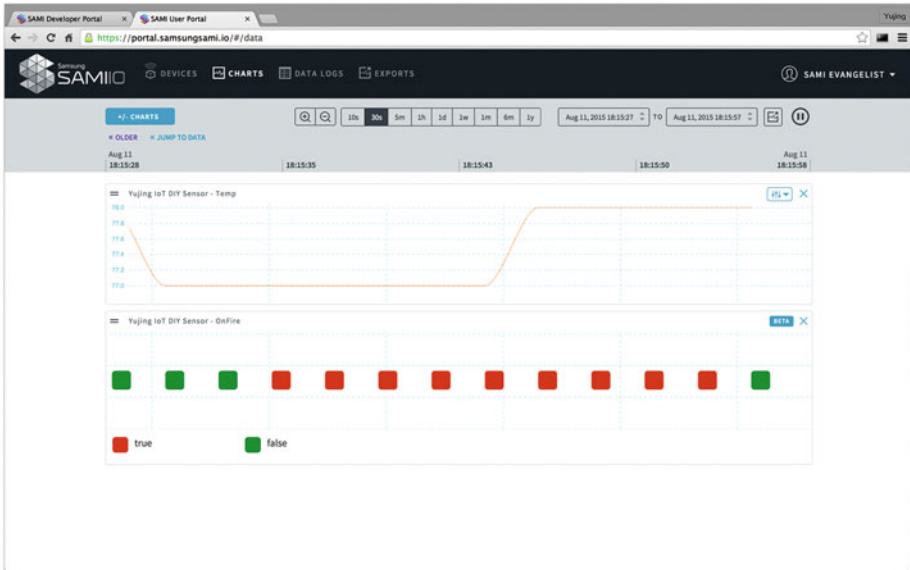 SAMI Developer Portal
SAMI User Portal
Yujing
https://portal.samsungsami.io/#/data
Samsung
SAMIIO
DEVICES
CHARTS
DATA LOGS
EXPORTS
SAMI EVANGELIST
+/- CHARTS
10s 30s 5m 1h 1d 1w 1m 6m 1y
Aug 11, 2015 18:15:27 TO Aug 11, 2015 18:15:57
« OLDER
« JUMP TO DATA
Aug 11
18:15:28
18:15:35
18:15:43
18:15:50
Aug 11
18:15:58
Yujing IoT DIY Sensor - Temp
78.0
77.8
77.6
77.4
77.2
77.0
Yujing IoT DIY Sensor - OnFire
BETA
true
false